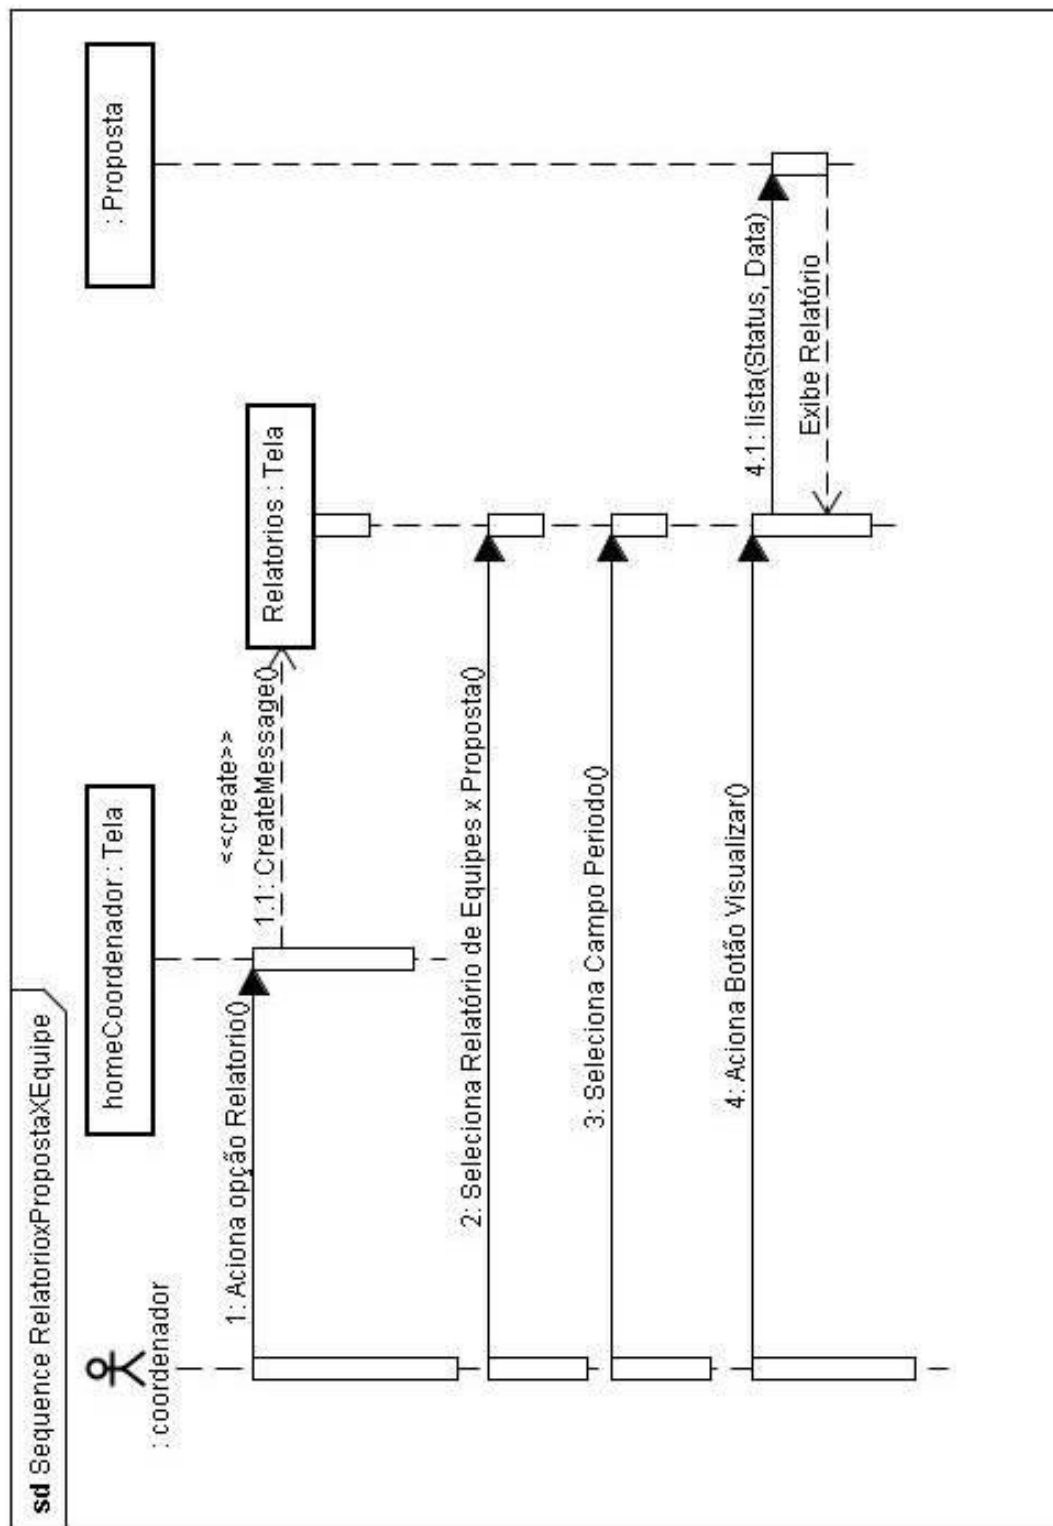 sd Sequence RelatorioxPropostaXEquipe
: coordenador
homeCoordenador : Tela
Relatorios : Tela
: Proposta
1: Aciona opção Relatorio()
<<create>>
1.1: CreateMessage()
2: Seleciona Relatório de Equipes x Proposta()
3: Seleciona Campo Periodo()
4: Aciona Botão Visualizar()
4.1: lista(Status, Data)
Exibe Relatório